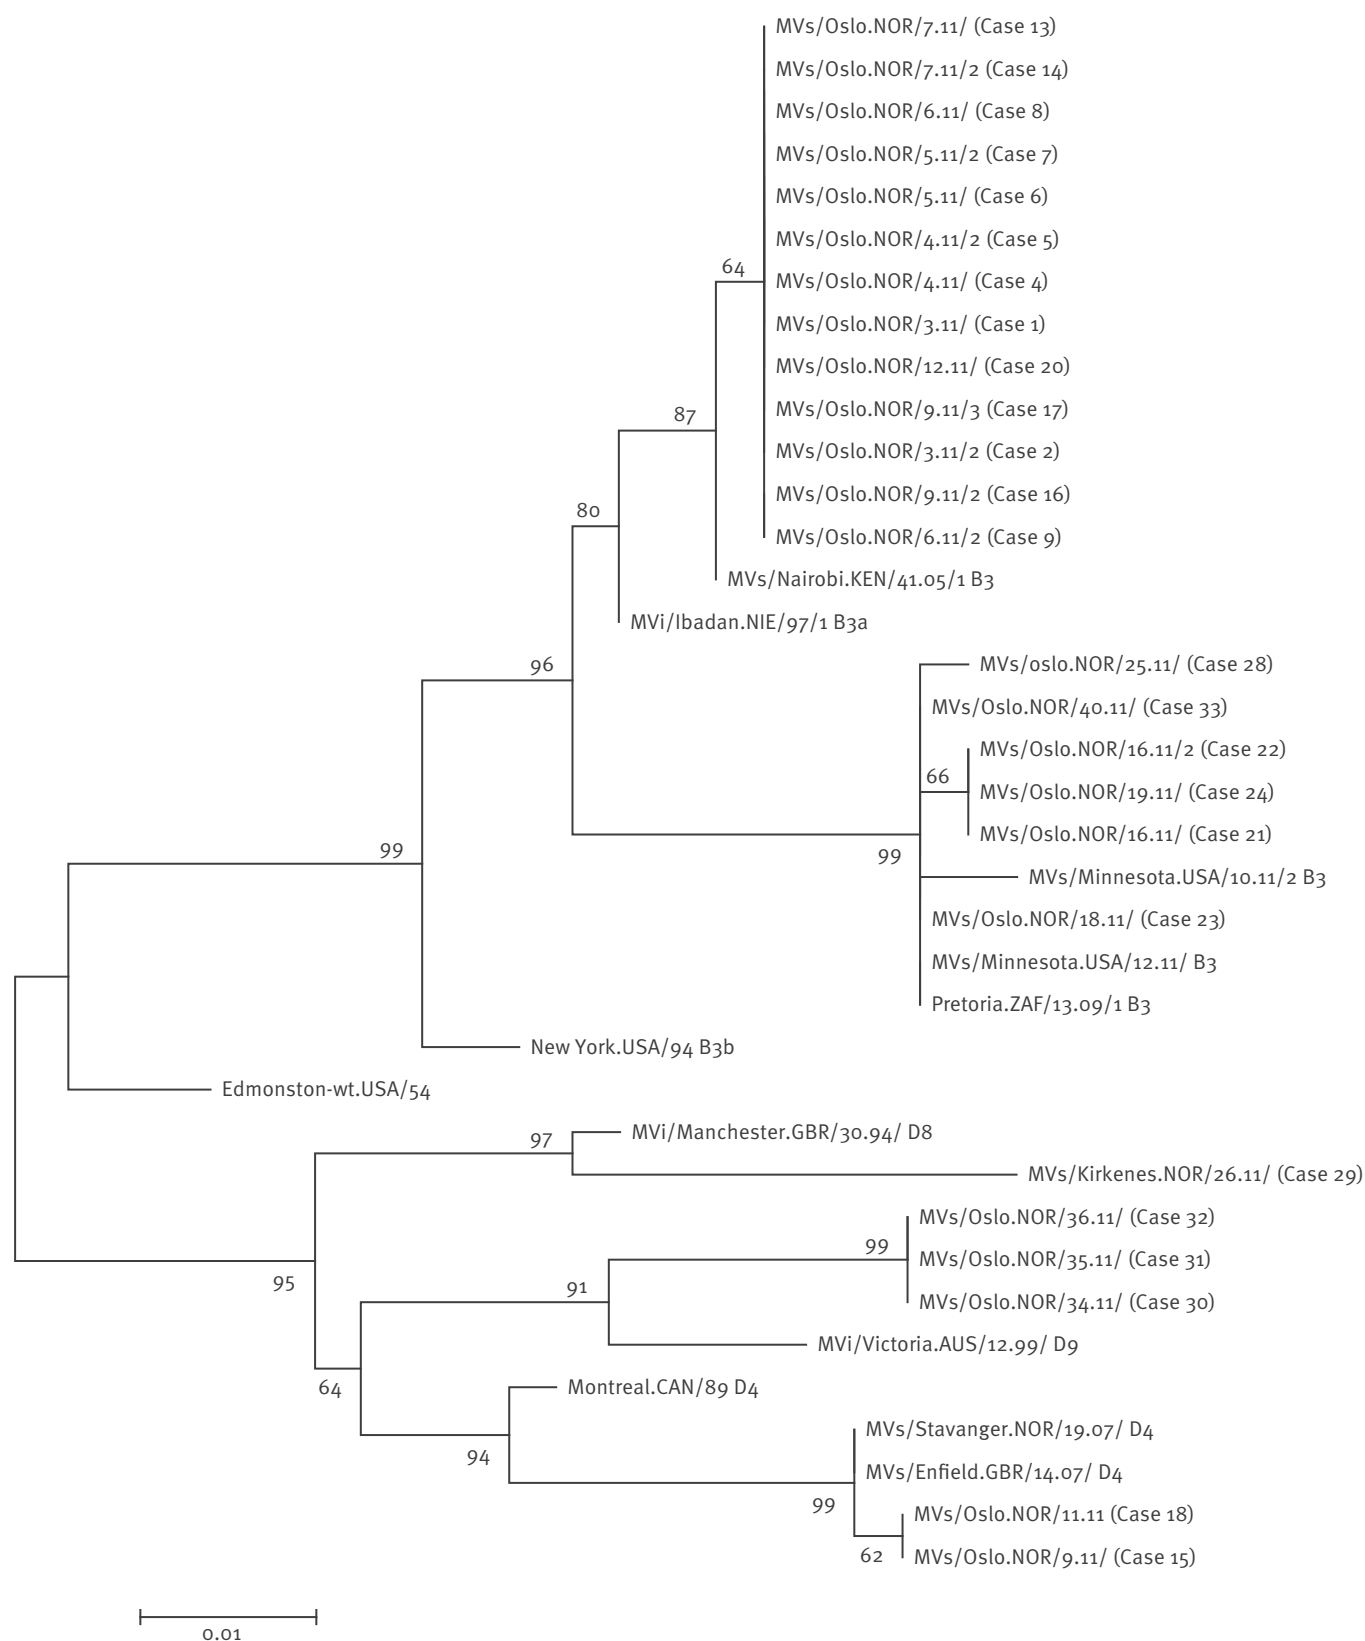 MVs/Oslo.NOR/7.11/ (Case 13)
MVs/Oslo.NOR/7.11/2 (Case 14)
MVs/Oslo.NOR/6.11/ (Case 8)
MVs/Oslo.NOR/5.11/2 (Case 7)
MVs/Oslo.NOR/5.11/ (Case 6)
MVs/Oslo.NOR/4.11/2 (Case 5)
64
MVs/Oslo.NOR/4.11/ (Case 4)
MVs/Oslo.NOR/3.11/ (Case 1)
MVs/Oslo.NOR/12.11/ (Case 20)
87
MVs/Oslo.NOR/9.11/3 (Case 17)
MVs/Oslo.NOR/3.11/2 (Case 2)
MVs/Oslo.NOR/9.11/2 (Case 16)
80
MVs/Oslo.NOR/6.11/2 (Case 9)
MVs/Nairobi.KEN/41.05/1 B3
MVi/Ibadan.NIE/97/1 B3a
96
MVs/oslo.NOR/25.11/ (Case 28)
MVs/Oslo.NOR/40.11/ (Case 33)
MVs/Oslo.NOR/16.11/2 (Case 22)
66
MVs/Oslo.NOR/19.11/ (Case 24)
MVs/Oslo.NOR/16.11/ (Case 21)
99
99
MVs/Minnesota.USA/10.11/2 B3
MVs/Oslo.NOR/18.11/ (Case 23)
MVs/Minnesota.USA/12.11/ B3
Pretoria.ZAF/13.09/1 B3
New York.USA/94 B3b
Edmonston-wt.USA/54
97
MVi/Manchester.GBR/30.94/ D8
MVs/Kirkenes.NOR/26.11/ (Case 29)
MVs/Oslo.NOR/36.11/ (Case 32)
99
MVs/Oslo.NOR/35.11/ (Case 31)
95
91
MVs/Oslo.NOR/34.11/ (Case 30)
MVi/Victoria.AUS/12.99/ D9
64
Montreal.CAN/89 D4
MVs/Stavanger.NOR/19.07/ D4
94
MVs/Enfield.GBR/14.07/ D4
99
MVs/Oslo.NOR/11.11 (Case 18)
62
MVs/Oslo.NOR/9.11/ (Case 15)
0.01